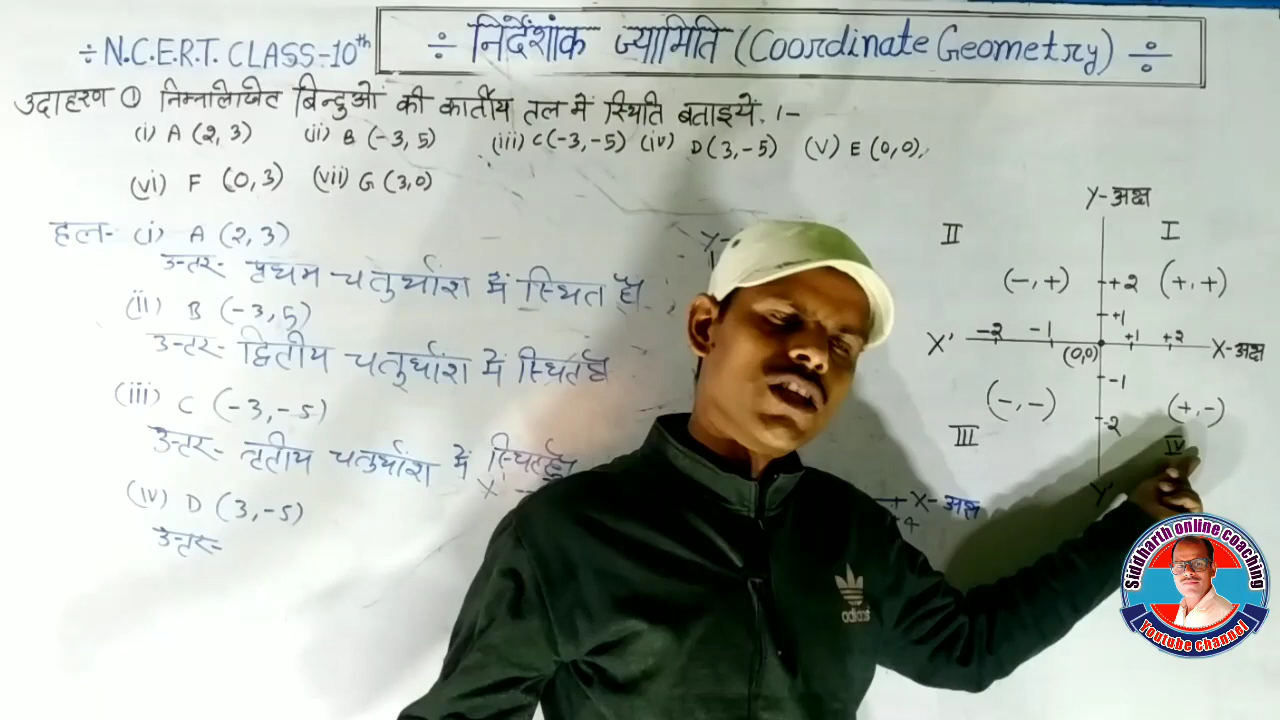 ÷ N.C.E.R.T. CLASS-10th
÷ निर्देशांक ज्यामिति (Coordinate Geometry) ÷
उदाहरण ① निम्नलिखित बिन्दुओं की कार्तीय तल में स्थिति बताइयें :-
(i) A (2, 3) (ii) B (-3, 5) (iii) C (-3, -5) (iv) D (3, -5) (V) E (0, 0),
(vi) F (0, 3) (vii) G (3, 0)
हल- (i) A (2, 3)
उत्तर- प्रथम चतुर्थांश में स्थित है
(ii) B (-3, 5)
उत्तर- द्वितीय चतुर्थांश में स्थित है
(iii) C (-3, -5)
उत्तर- तृतीय चतुर्थांश में स्थित है
(iv) D (3, -5)
उत्तर-
Y-
X
X-अक्ष
Y-अक्ष
II I
(-, +) +2 (+, +)
+1
X' -2 -1 (0,0) +1 +2 X-अक्ष
-1
(-, -) -2 (+, -)
III IV
Y'
adidas
Siddharth online coaching
Youtube channel